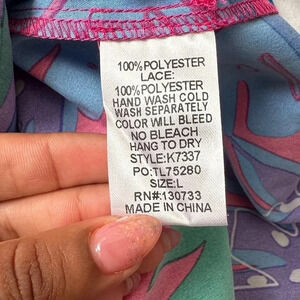 100% POLYESTER
LACE:
100% POLYESTER
HAND WASH COLD
WASH SEPARATELY
COLOR WILL BLEED
NO BLEACH
HANG TO DRY
STYLE:K7337
PO:TL75280
SIZE:L
RN#:130733
MADE IN CHINA